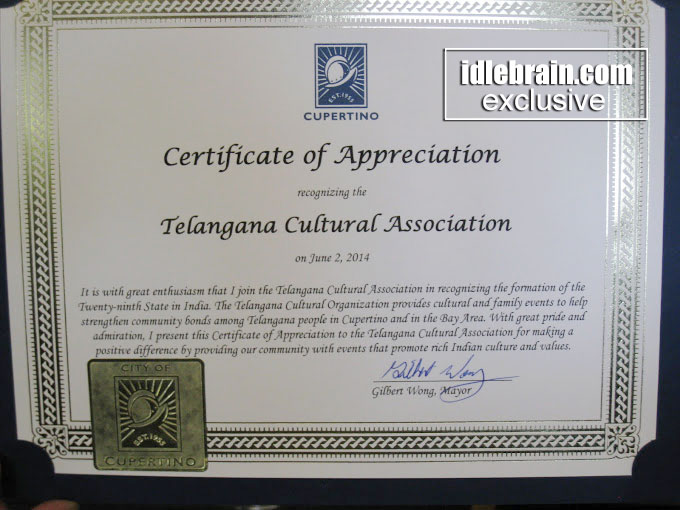 idlebrain.com
exclusive
EST. 1955
CUPERTINO
Certificate of Appreciation
recognizing the
Telangana Cultural Association
on June 2, 2014
It is with great enthusiasm that I join the Telangana Cultural Association in recognizing the formation of the
Twenty-ninth State in India. The Telangana Cultural Organization provides cultural and family events to help
strengthen community bonds among Telangana people in Cupertino and in the Bay Area. With great pride and
admiration, I present this Certificate of Appreciation to the Telangana Cultural Association for making a
positive difference by providing our community with events that promote rich Indian culture and values.
Gilbert Wong
Gilbert Wong, Mayor
CITY OF
EST. 1955
CUPERTINO